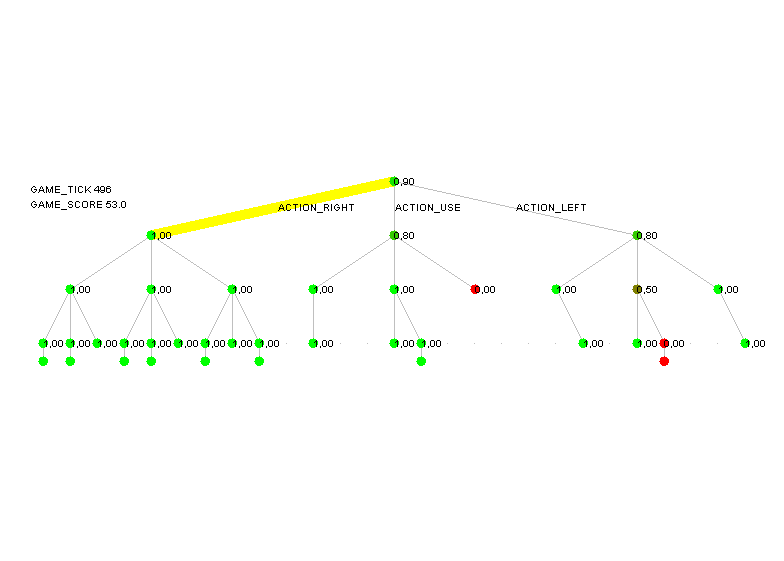 0,90
GAME_TICK 496
GAME_SCORE 53.0
ACTION_RIGHT ACTION_USE ACTION_LEFT
1,00 0,80 0,80
1,00 1,00 1,00 1,00 1,00 0,00 1,00 0,50 1,00
1,00 1,00 1,00 1,00 1,00 1,00 1,00 1,00 1,00 1,00 1,00 1,00 1,00 1,00 0,00 1,00